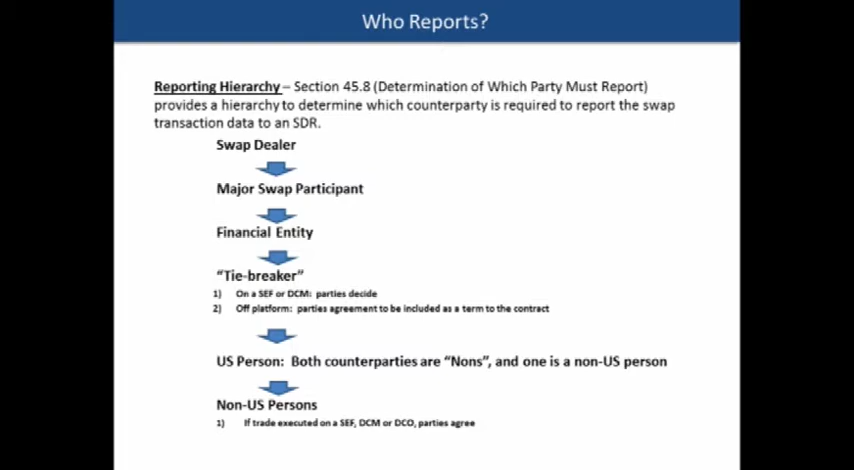 Who Reports?
Reporting Hierarchy – Section 45.8 (Determination of Which Party Must Report)
provides a hierarchy to determine which counterparty is required to report the swap
transaction data to an SDR.
Swap Dealer
Major Swap Participant
Financial Entity
“Tie-breaker”
1) On a SEF or DCM: parties decide
2) Off platform: parties agreement to be included as a term to the contract
US Person: Both counterparties are “Nons”, and one is a non-US person
Non-US Persons
1) If trade executed on a SEF, DCM or DCO, parties agree